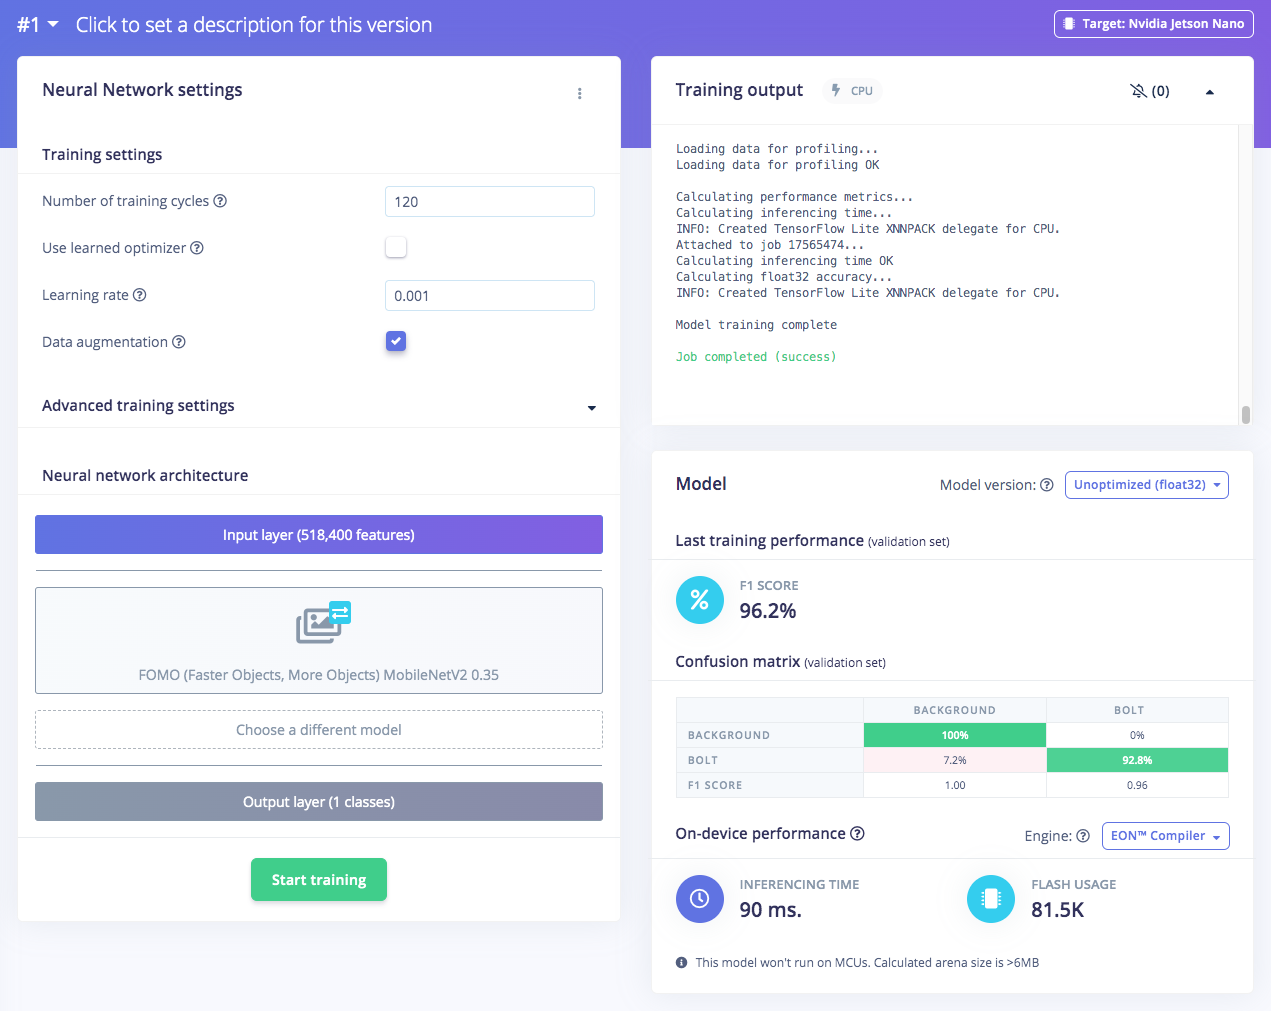 #1 Click to set a description for this version
Target: Nvidia Jetson Nano
Neural Network settings
Training settings
Number of training cycles
120
Use learned optimizer
Learning rate
0.001
Data augmentation
Advanced training settings
Neural network architecture
Input layer (518,400 features)
FOMO (Faster Objects, More Objects) MobileNetV2 0.35
Choose a different model
Output layer (1 classes)
Start training
Training output CPU (0)
Loading data for profiling...
Loading data for profiling OK
Calculating performance metrics...
Calculating inferencing time...
INFO: Created TensorFlow Lite XNNPACK delegate for CPU.
Attached to job 17565474...
Calculating inferencing time OK
Calculating float32 accuracy...
INFO: Created TensorFlow Lite XNNPACK delegate for CPU.
Model training complete
Job completed (success)
Model
Model version: Unoptimized (float32)
Last training performance (validation set)
% F1 SCORE
96.2%
Confusion matrix (validation set)
BACKGROUND BOLT
BACKGROUND 100% 0%
BOLT 7.2% 92.8%
F1 SCORE 1.00 0.96
On-device performance
Engine: EON™ Compiler
INFERENCING TIME
90 ms.
FLASH USAGE
81.5K
This model won't run on MCUs. Calculated arena size is >6MB